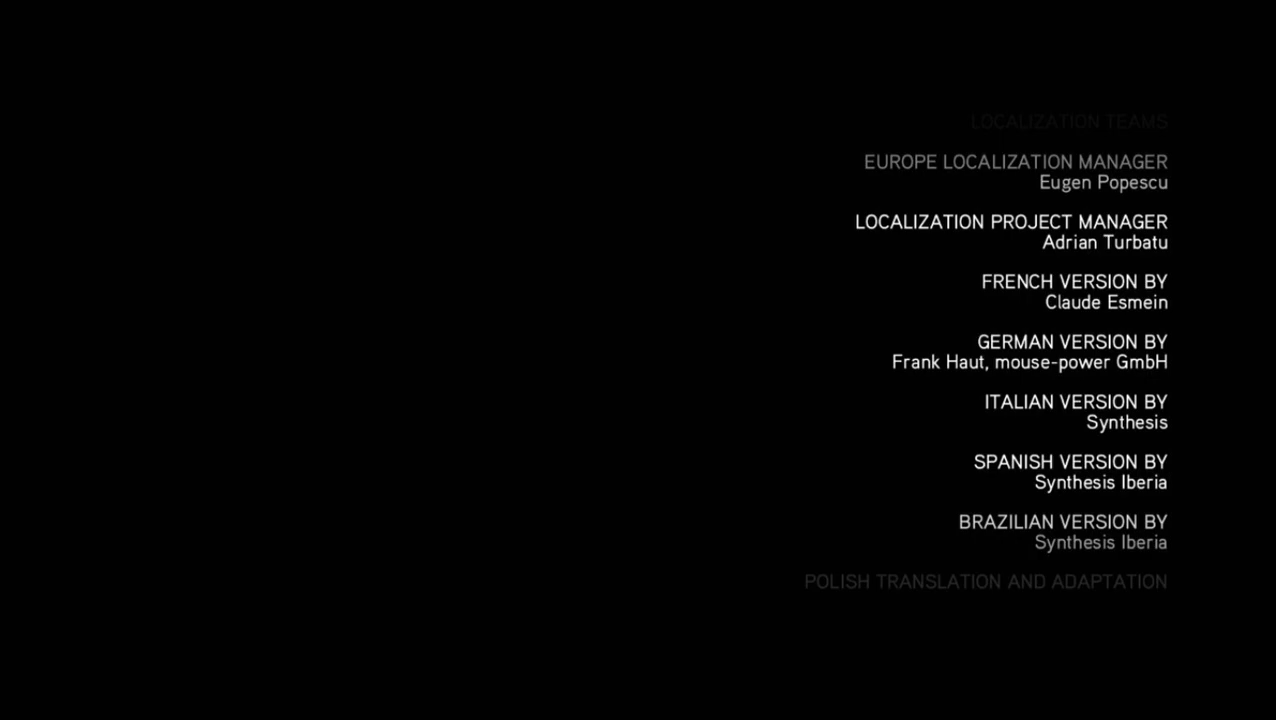 LOCALIZATION TEAMS
EUROPE LOCALIZATION MANAGER
Eugen Popescu
LOCALIZATION PROJECT MANAGER
Adrian Turbatu
FRENCH VERSION BY
Claude Esmein
GERMAN VERSION BY
Frank Haut, mouse-power GmbH
ITALIAN VERSION BY
Synthesis
SPANISH VERSION BY
Synthesis Iberia
BRAZILIAN VERSION BY
Synthesis Iberia
POLISH TRANSLATION AND ADAPTATION